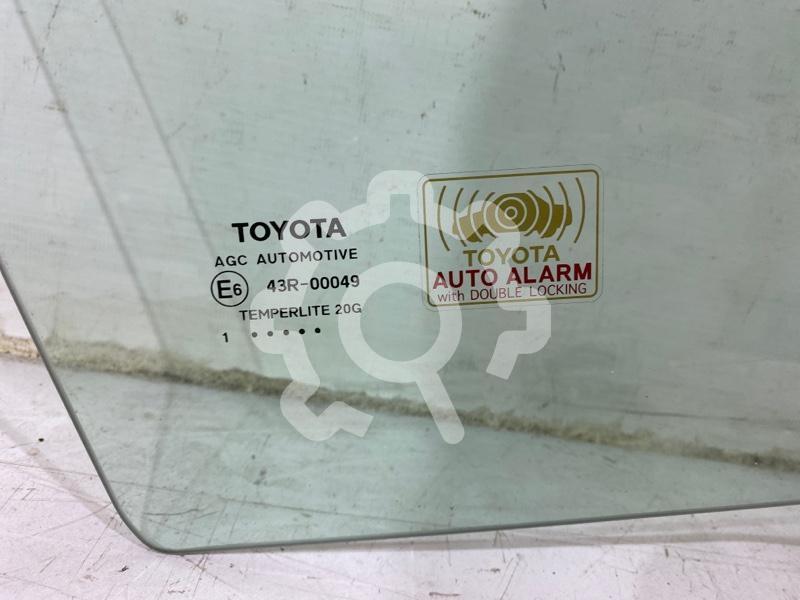 TOYOTA
AGC AUTOMOTIVE
E6 43R-00049
TEMPERLITE 20G
1 • • • • •
TOYOTA
AUTO ALARM
with DOUBLE LOCKING